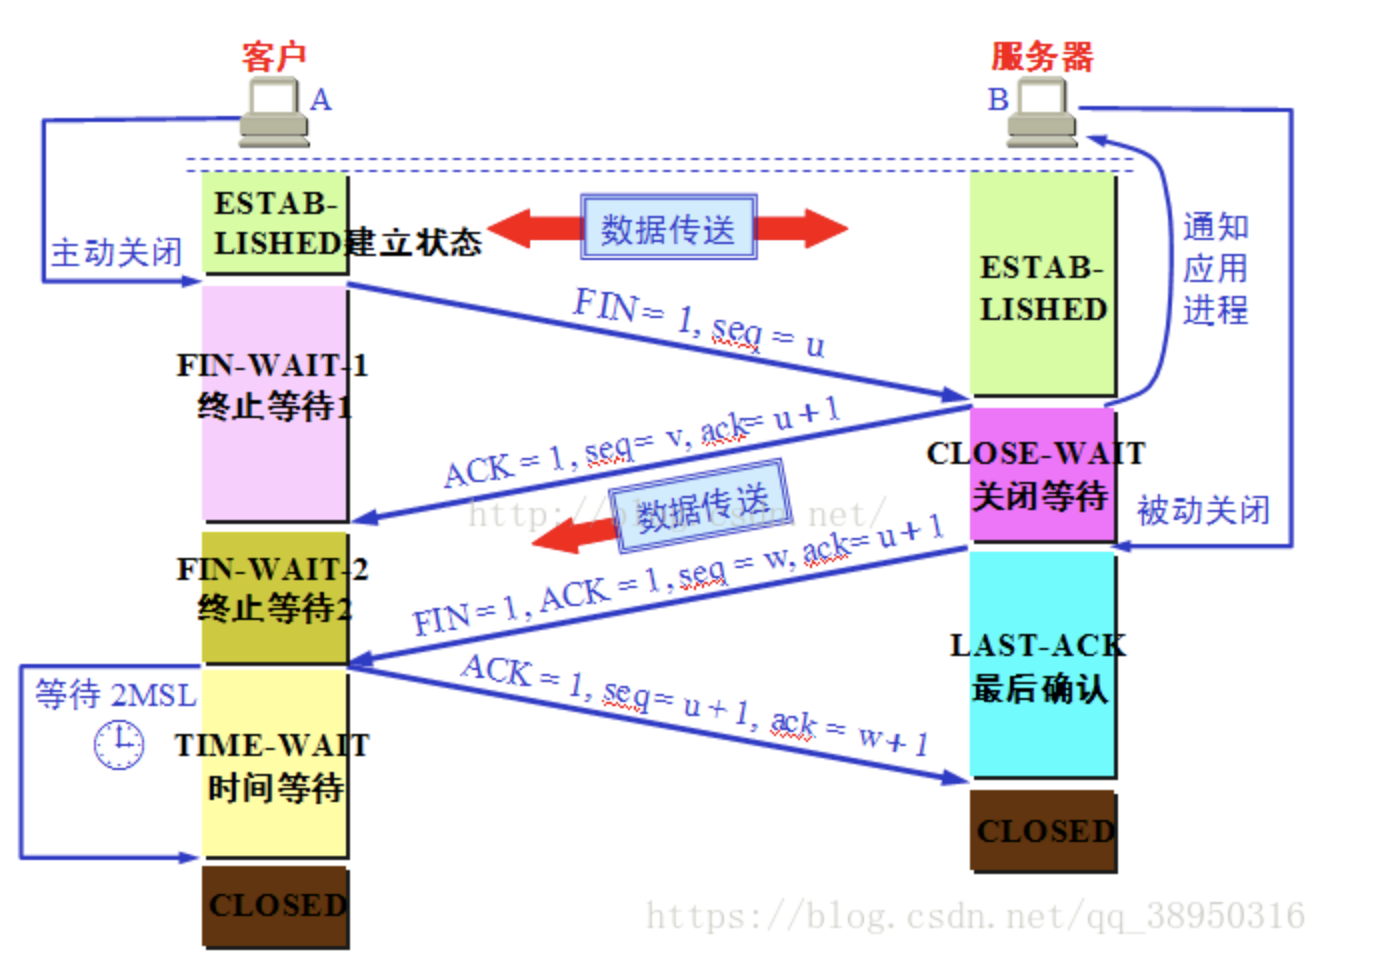 客户
服务器
A
B
ESTAB-
LISHED建立状态
数据传送
主动关闭
通知
应用
进程
ESTAB-
LISHED
FIN = 1, seq = u
FIN-WAIT-1
终止等待1
ACK = 1, seq= v, ack= u + 1
CLOSE-WAIT
关闭等待
数据传送
被动关闭
http://blog.csdn.net/
FIN-WAIT-2
终止等待2
FIN = 1, ACK = 1, seq = w, ack= u + 1
LAST-ACK
最后确认
ACK = 1, seq= u + 1, ack = w+ 1
等待 2MSL
TIME-WAIT
时间等待
CLOSED
CLOSED
https://blog.csdn.net/qq_38950316